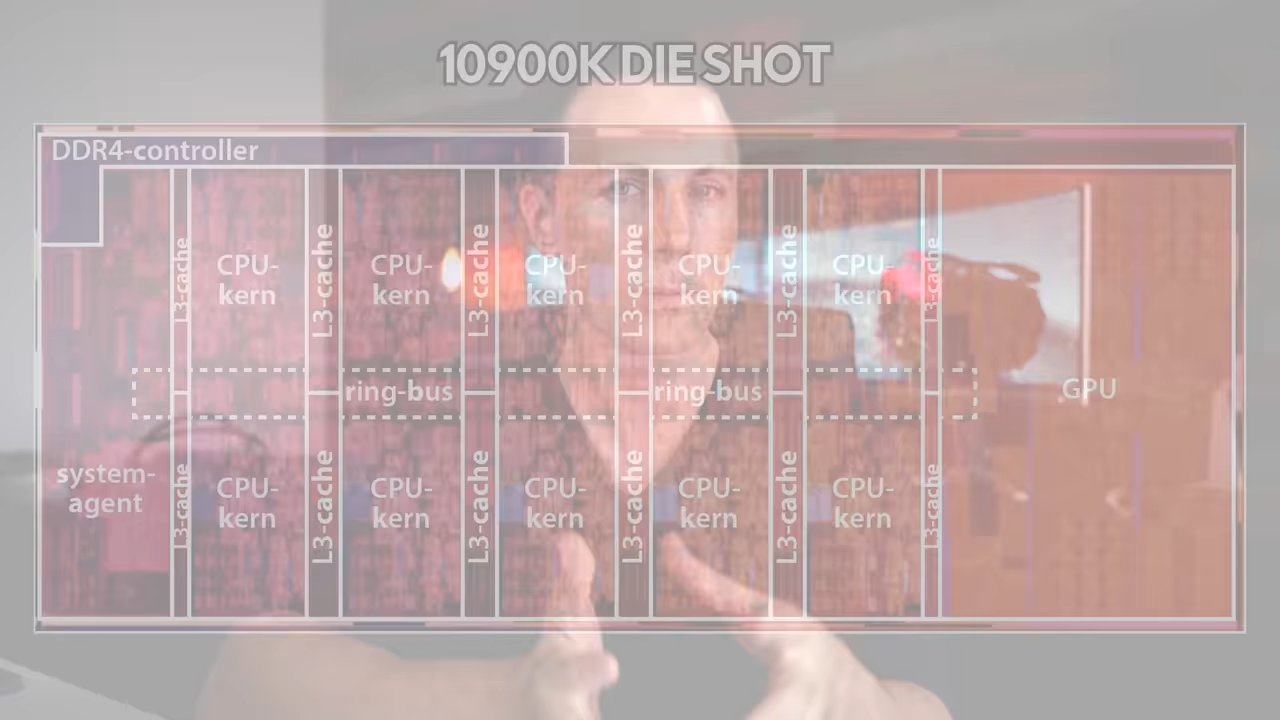 10900K DIE SHOT
DDR4-controller
L3-cache
CPU-
kern
L3-cache
CPU-
kern
L3-cache
CPU-
kern
L3-cache
CPU-
kern
L3-cache
CPU-
kern
L3-cache
ring-bus
ring-bus
GPU
system-
agent
L3-cache
CPU-
kern
L3-cache
CPU-
kern
L3-cache
CPU-
kern
L3-cache
CPU-
kern
L3-cache
CPU-
kern
L3-cache